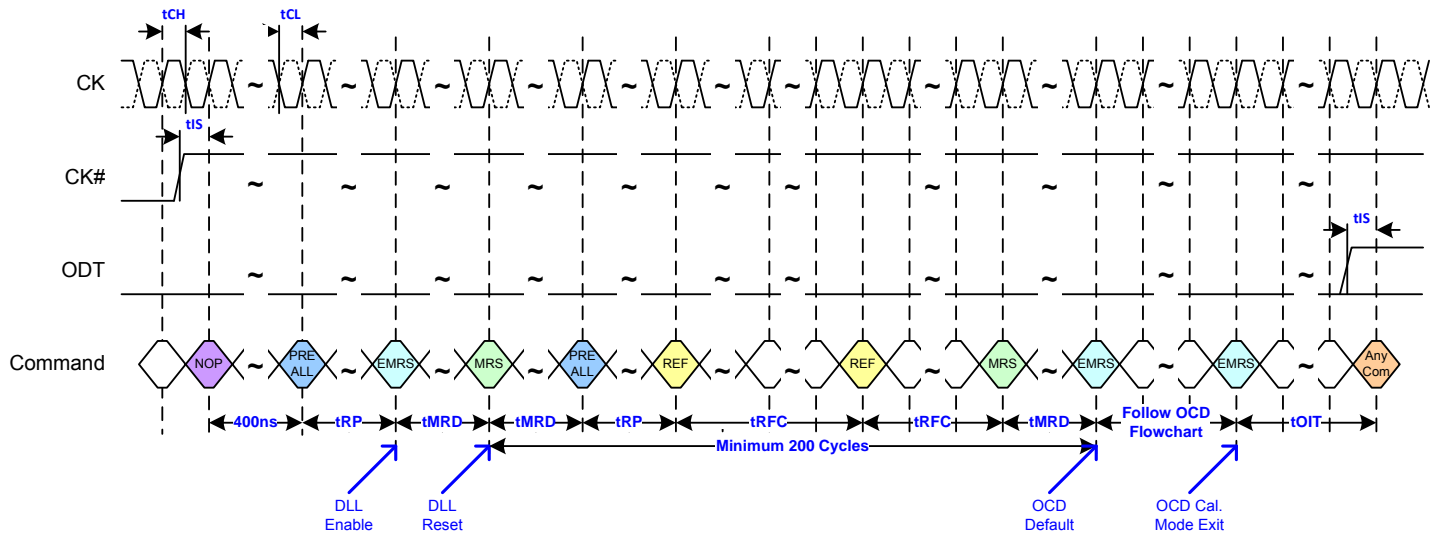 tCH
tCL
CK
tIS
CK#
tIS
ODT
Command
NOP
PRE
ALL
EMRS
MRS
PRE
ALL
REF
REF
MRS
EMRS
EMRS
Any
Com
400ns
tRP
tMRD
tMRD
tRP
tRFC
tRFC
tMRD
Follow OCD
Flowchart
tOIT
Minimum 200 Cycles
DLL
Enable
DLL
Reset
OCD
Default
OCD Cal.
Mode Exit